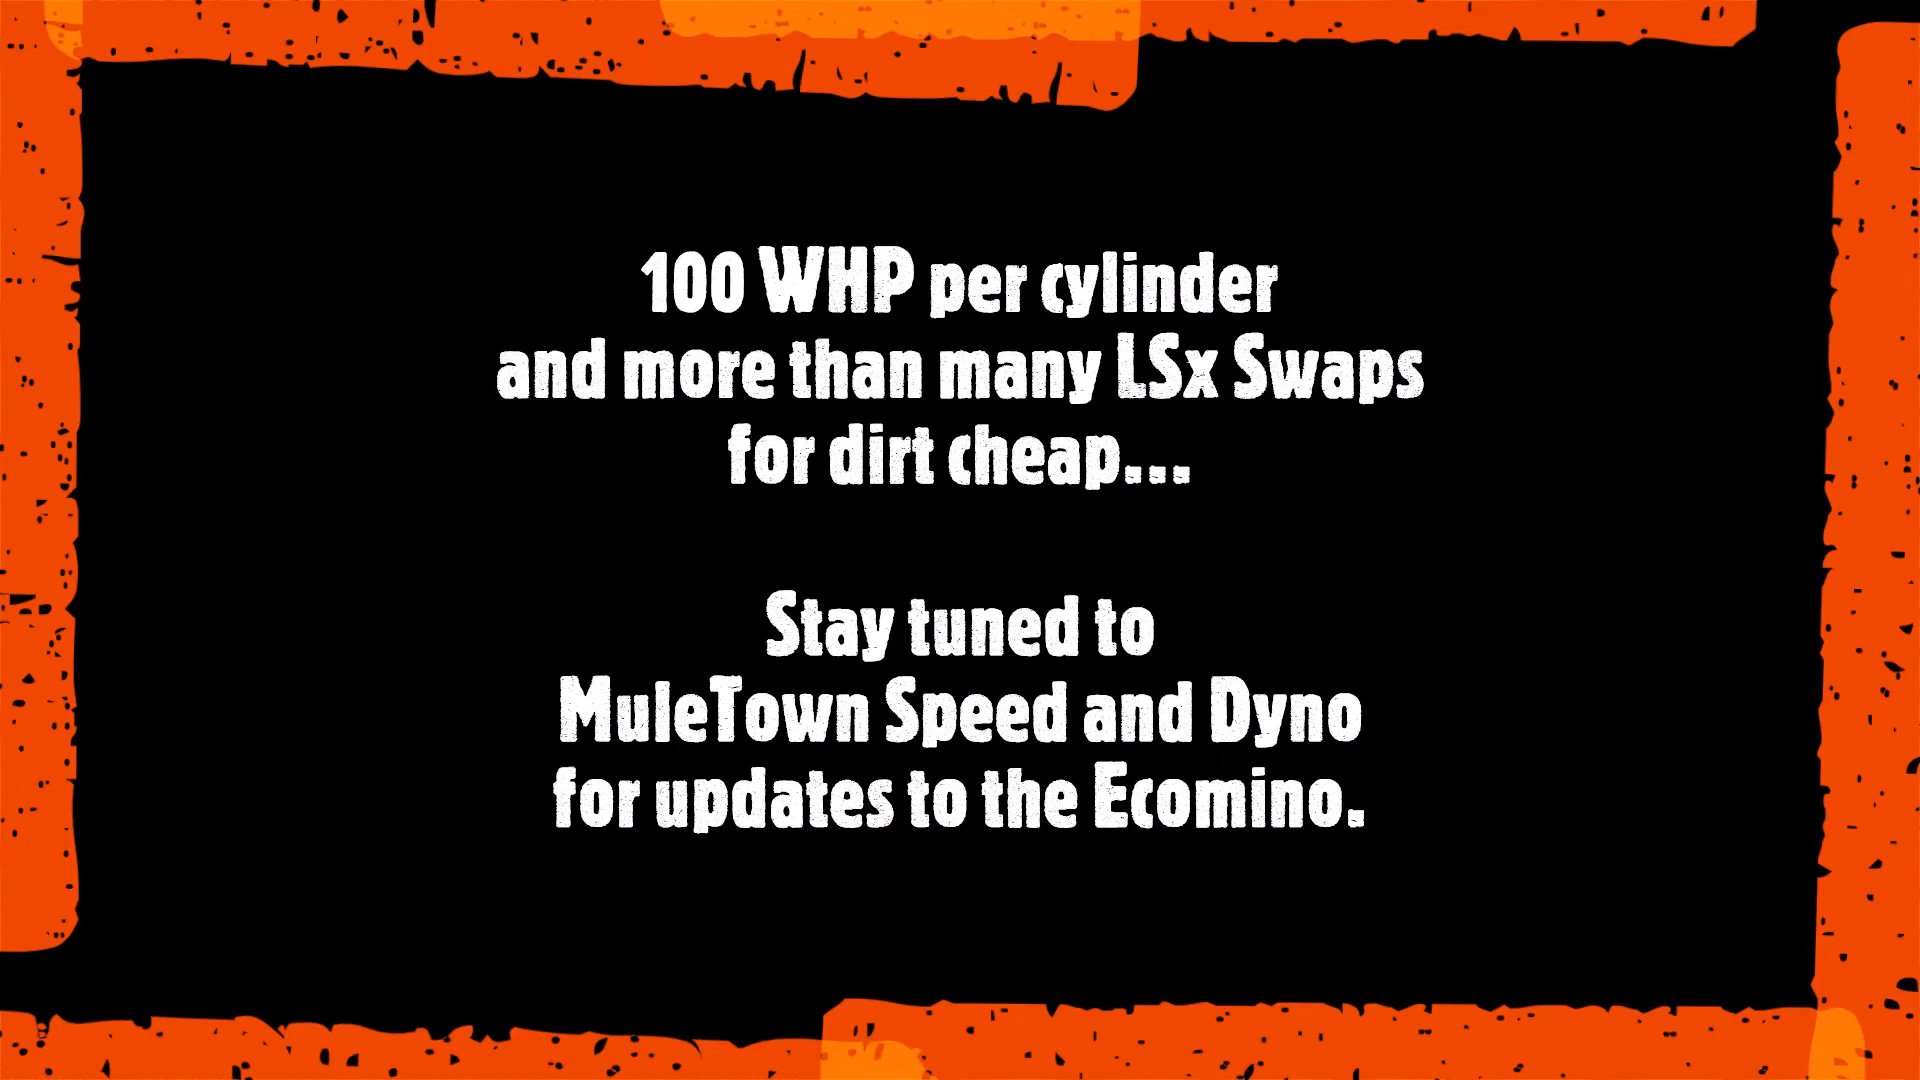 100 WHP per cylinder
and more than many LSx Swaps
for dirt cheap...
Stay tuned to
MuleTown Speed and Dyno
for updates to the Ecomino.